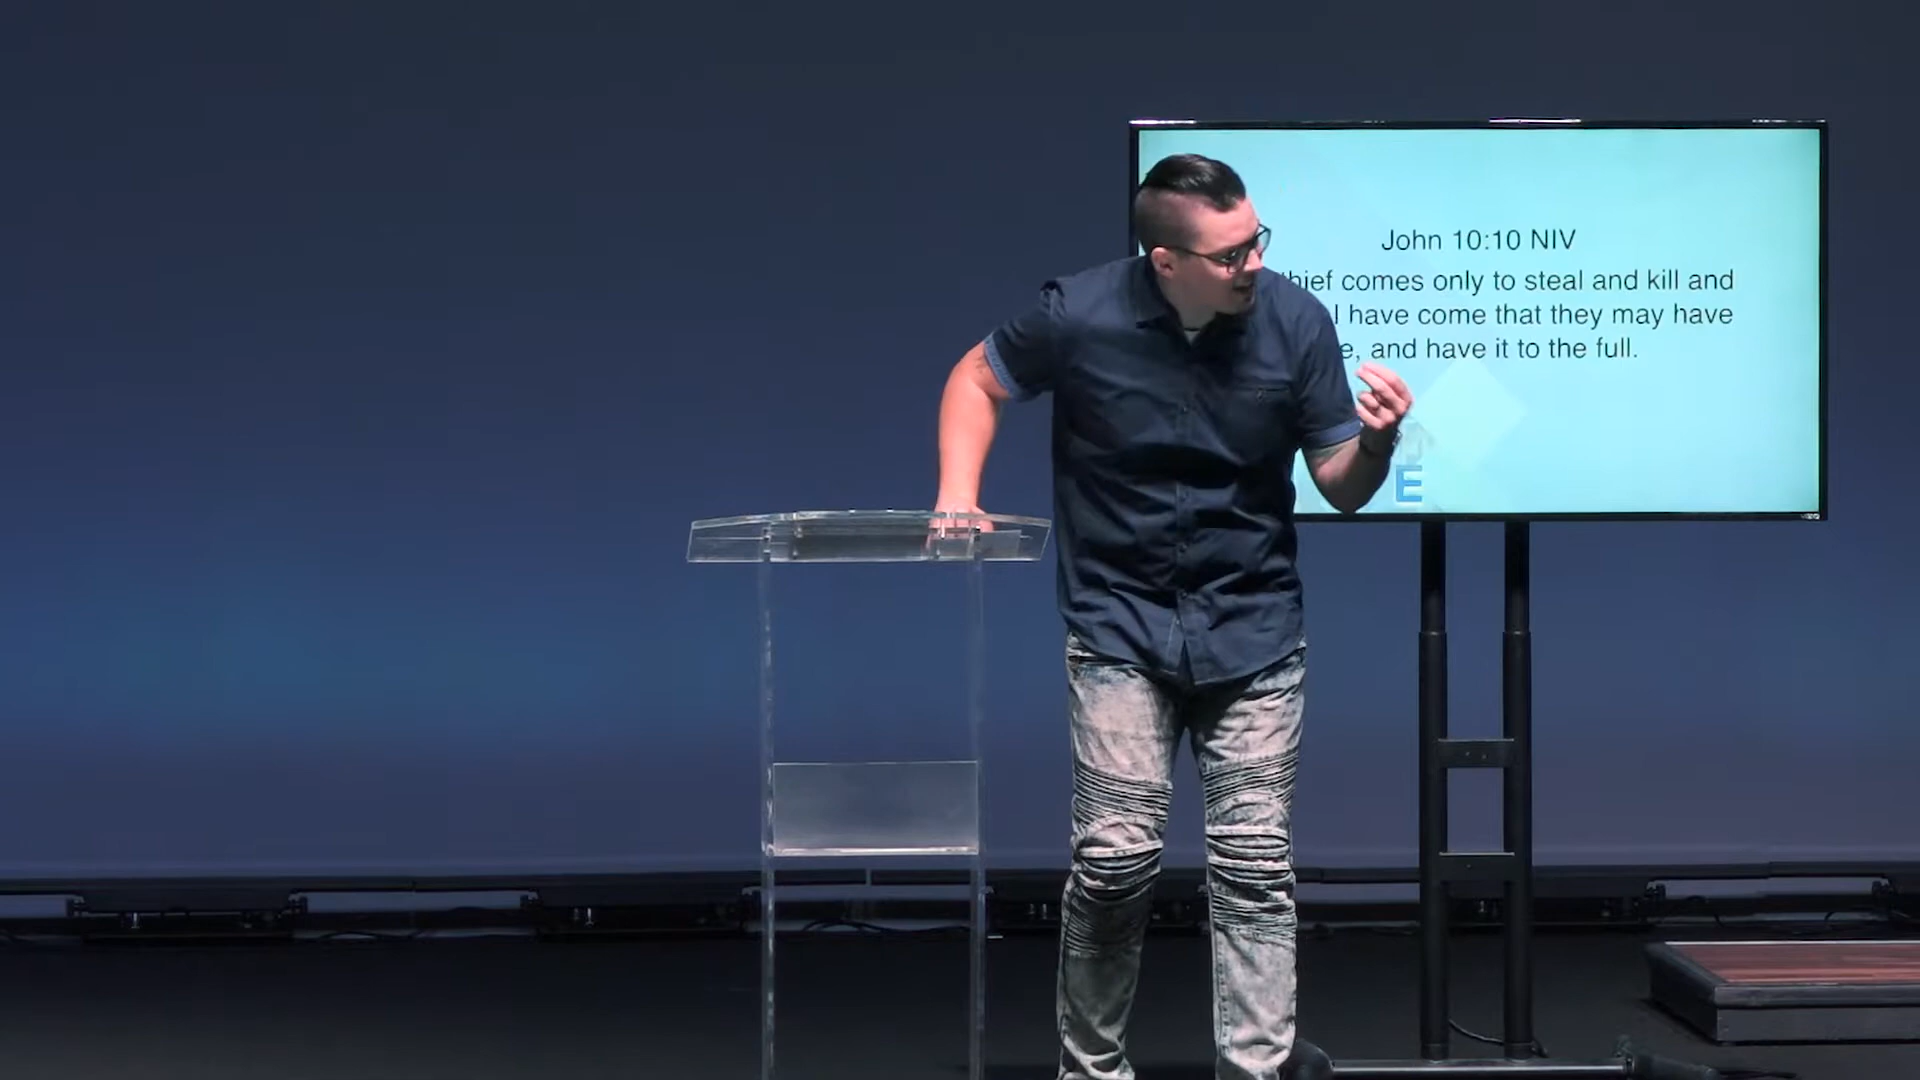 John 10:10 NIV
thief comes only to steal and kill and
I have come that they may have
and have it to the full.
E